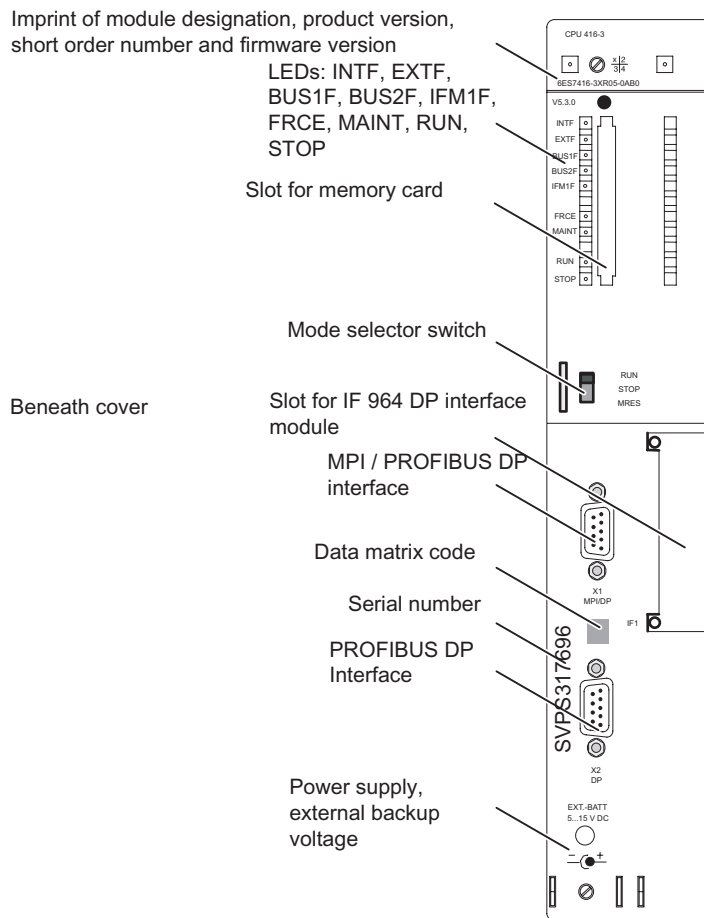 Imprint of module designation, product version,
short order number and firmware version
LEDs: INTF, EXTF,
BUS1F, BUS2F, IFM1F,
FRCE, MAINT, RUN,
STOP
Slot for memory card
Mode selector switch
Beneath cover
Slot for IF 964 DP interface
module
MPI / PROFIBUS DP
interface
Data matrix code
Serial number
PROFIBUS DP
Interface
Power supply,
external backup
voltage
CPU 416-3
X 2
3 4
6ES7416-3XR05-0AB0
V5.3.0
INTF
EXTF
BUS1F
BUS2F
IFM1F
FRCE
MAINT
RUN
STOP
RUN
STOP
MRES
X1
MPI/DP
IF1
SVPS317696
X2
DP
EXT.-BATT
5...15 V DC
− +